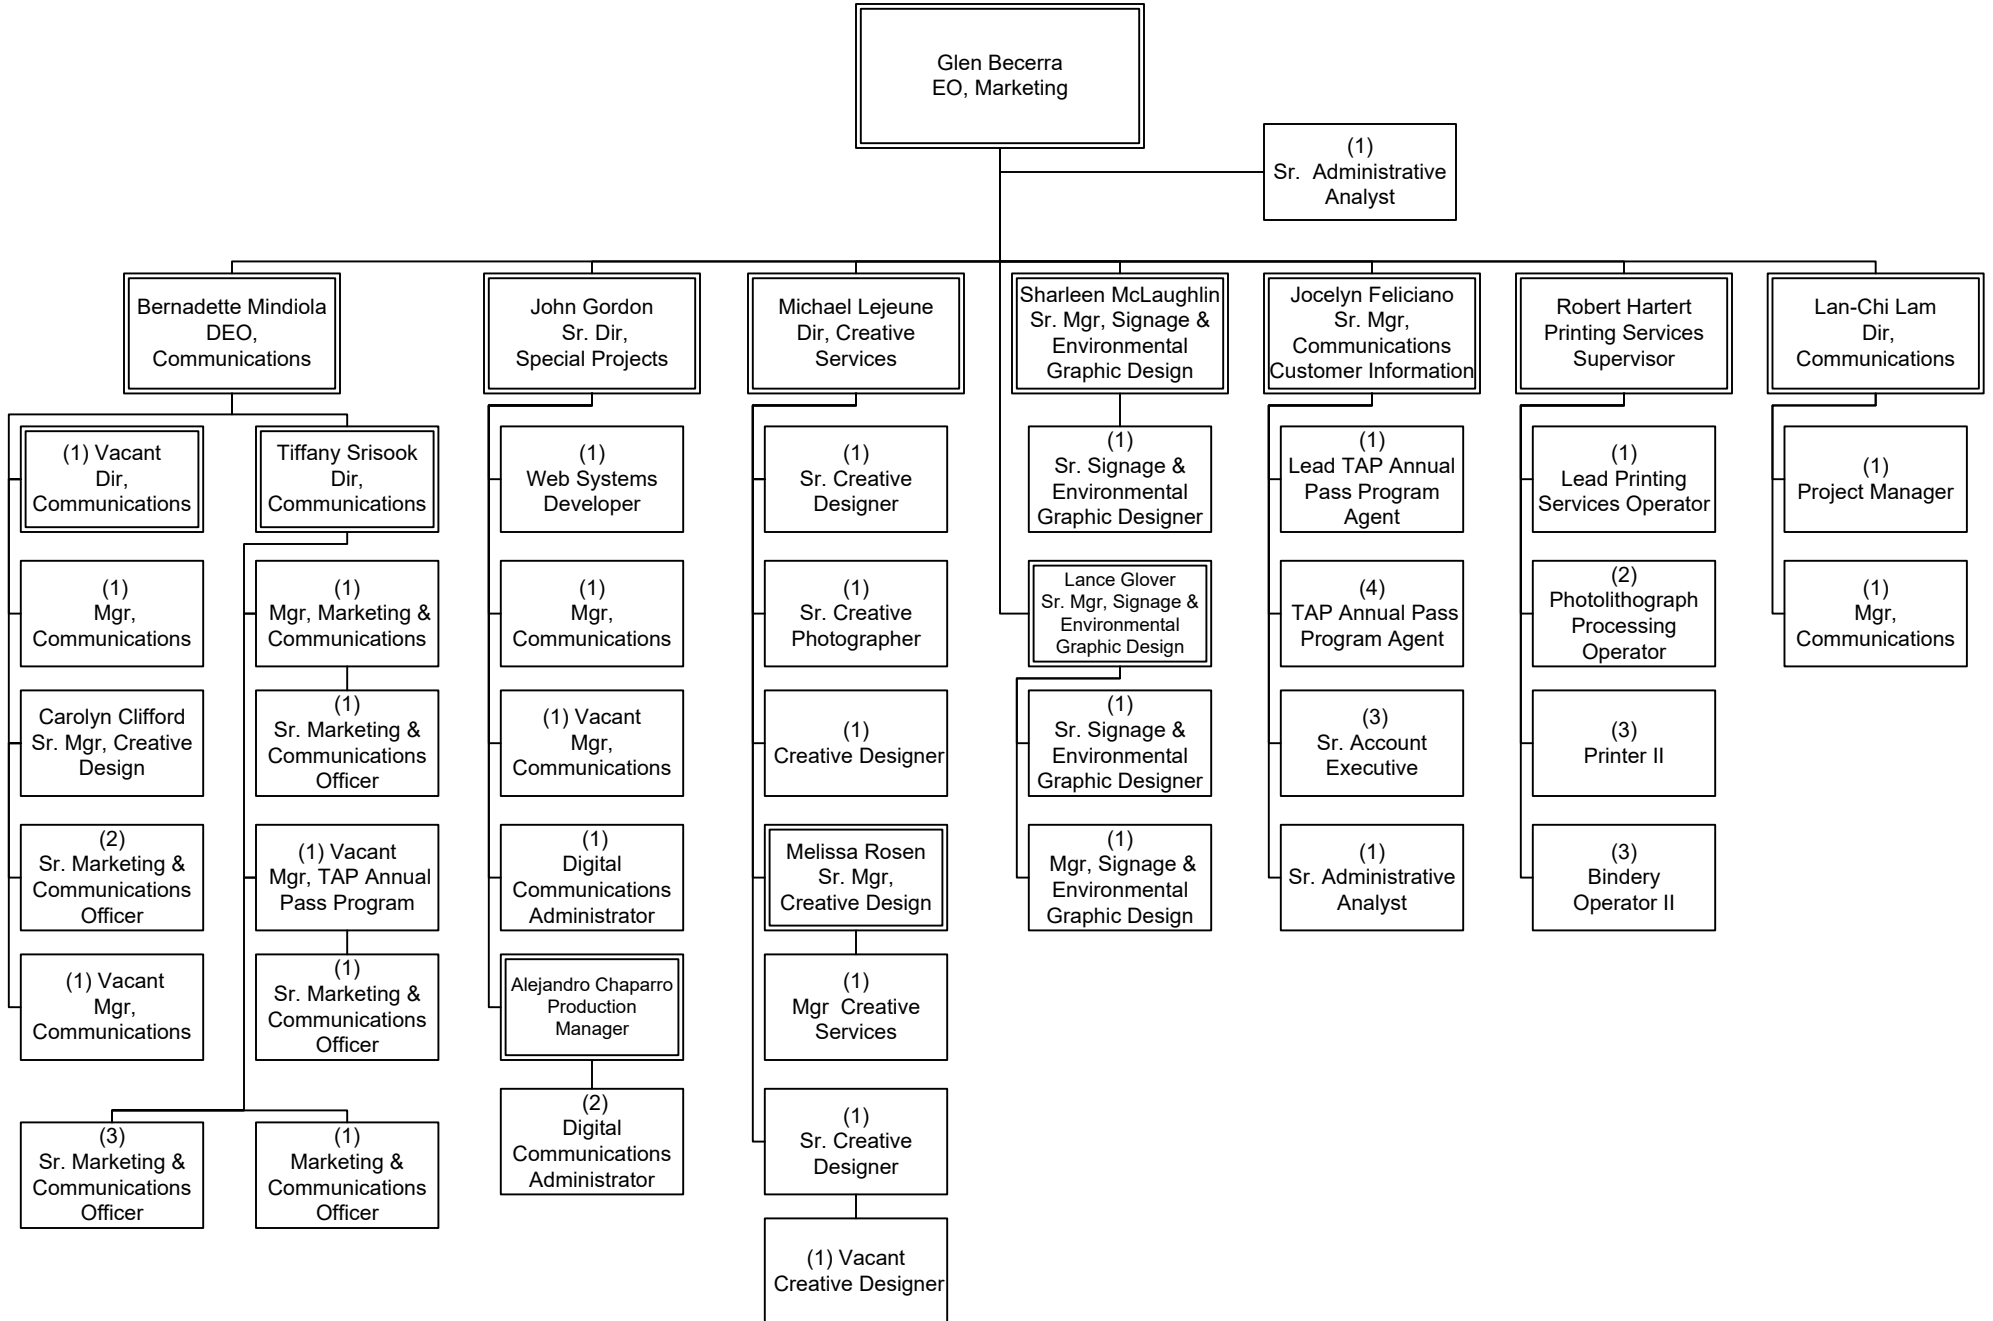 Glen Becerra
EO, Marketing
(1)
Sr. Administrative
Analyst
Bernadette Mindiola
DEO,
Communications
John Gordon
Sr. Dir,
Special Projects
Michael Lejeune
Dir, Creative
Services
Sharleen McLaughlin
Sr. Mgr, Signage &
Environmental
Graphic Design
Jocelyn Feliciano
Sr. Mgr,
Communications
Customer Information
Robert Hartert
Printing Services
Supervisor
Lan-Chi Lam
Dir,
Communications
(1) Vacant
Dir,
Communications
Tiffany Srisook
Dir,
Communications
(1)
Web Systems
Developer
(1)
Sr. Creative
Designer
(1)
Sr. Signage &
Environmental
Graphic Designer
(1)
Lead TAP Annual
Pass Program
Agent
(1)
Lead Printing
Services Operator
(1)
Project Manager
(1)
Mgr,
Communications
(1)
Mgr, Marketing &
Communications
(1)
Mgr,
Communications
(1)
Sr. Creative
Photographer
Lance Glover
Sr. Mgr, Signage &
Environmental
Graphic Design
(4)
TAP Annual Pass
Program Agent
(2)
Photolithograph
Processing
Operator
(1)
Mgr,
Communications
Carolyn Clifford
Sr. Mgr, Creative
Design
(1)
Sr. Marketing &
Communications
Officer
(1) Vacant
Mgr,
Communications
(1)
Creative Designer
(1)
Sr. Signage &
Environmental
Graphic Designer
(3)
Sr. Account
Executive
(3)
Printer II
(2)
Sr. Marketing &
Communications
Officer
(1) Vacant
Mgr, TAP Annual
Pass Program
(1)
Digital
Communications
Administrator
Melissa Rosen
Sr. Mgr,
Creative Design
(1)
Mgr, Signage &
Environmental
Graphic Design
(1)
Sr. Administrative
Analyst
(3)
Bindery
Operator II
(1) Vacant
Mgr,
Communications
(1)
Sr. Marketing &
Communications
Officer
Alejandro Chaparro
Production
Manager
(1)
Mgr Creative
Services
(3)
Sr. Marketing &
Communications
Officer
(1)
Marketing &
Communications
Officer
(2)
Digital
Communications
Administrator
(1)
Sr. Creative
Designer
(1) Vacant
Creative Designer